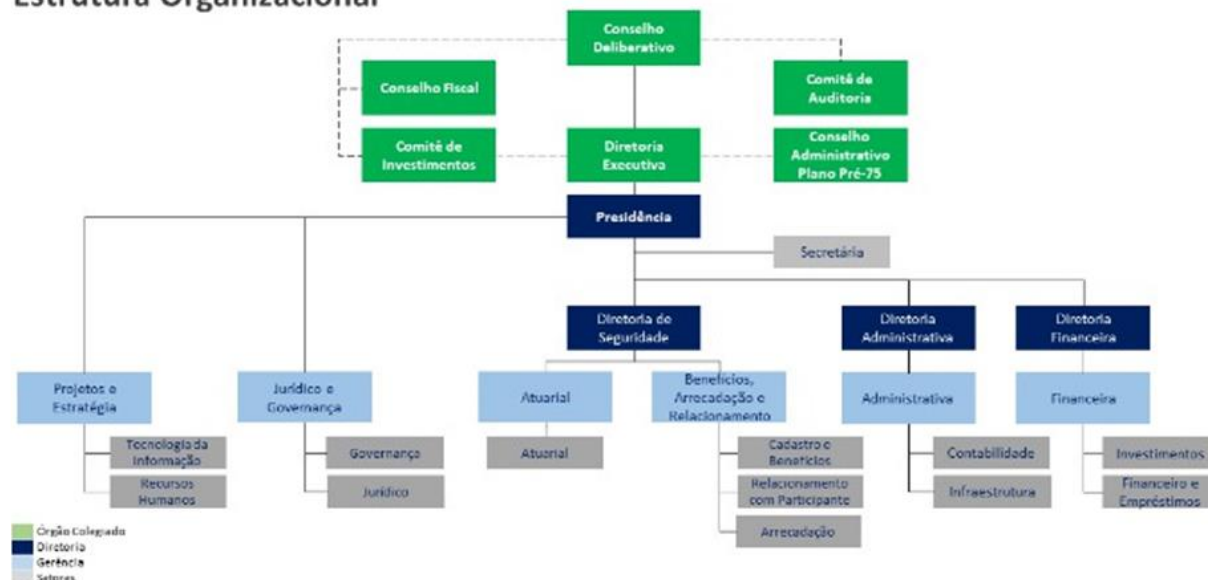 Estrutura Organizacional
Conselho
Deliberativo
Conselho Fiscal
Comitê de
Auditoria
Comitê de
Investimentos
Diretoria
Executiva
Conselho
Administrativo
Plano Pré-75
Presidência
Secretária
Diretoria de
Seguridade
Diretoria
Administrativa
Diretoria
Financeira
Projetos e
Estratégia
Jurídico e
Governança
Atuarial
Benefícios,
Arrecadação e
Relacionamento
Administrativa
Financeira
Tecnologia da
Informação
Governança
Atuarial
Cadastro e
Benefícios
Contabilidade
Investimentos
Recursos
Humanos
Jurídico
Relacionamento
com Participante
Infraestrutura
Financeiro e
Empréstimos
Arrecadação
Órgão Colegiado
Diretoria
Gerência
Setores